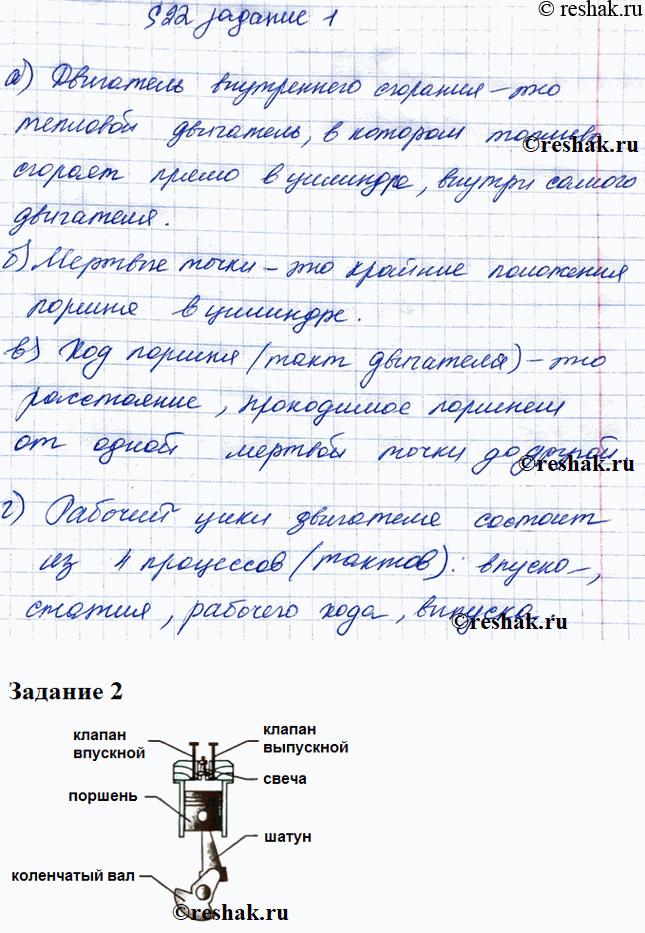 ©reshak.ru
§22 задание 1
а) Двигатель внутреннего сгорания – это
тепловой двигатель, в котором топливо
©reshak.ru
сгорает прямо в цилиндре, внутри самого
двигателя.
б) Мертвые точки – это крайние положения
поршня в цилиндре.
в) Ход поршня (такт двигателя) – это
расстояние, проходимое поршнем
от одной мертвой точки до другой
©reshak.ru
г) Рабочий цикл двигателя состоит
из 4 процессов (тактов): впуско-,
сжатия, рабочего хода, выпуска
©reshak.ru
Задание 2
клапан впускной
клапан выпускной
свеча
поршень
шатун
коленчатый вал
©reshak.ru